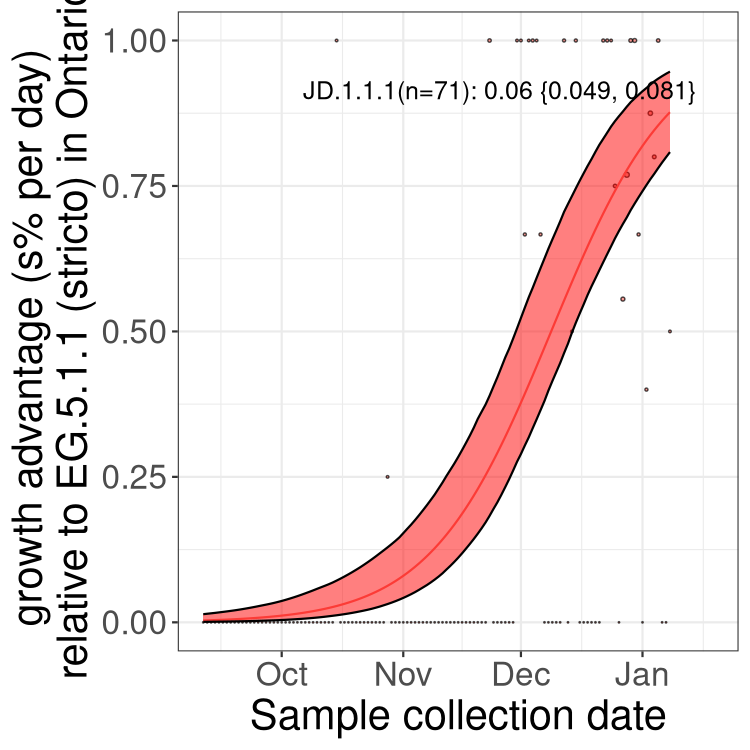 growth advantage (s% per day)
relative to EG.5.1.1 (stricto) in Ontario
1.00
0.75
0.50
0.25
0.00
JD.1.1.1(n=71): 0.06 {0.049, 0.081}
Oct Nov Dec Jan
Sample collection date